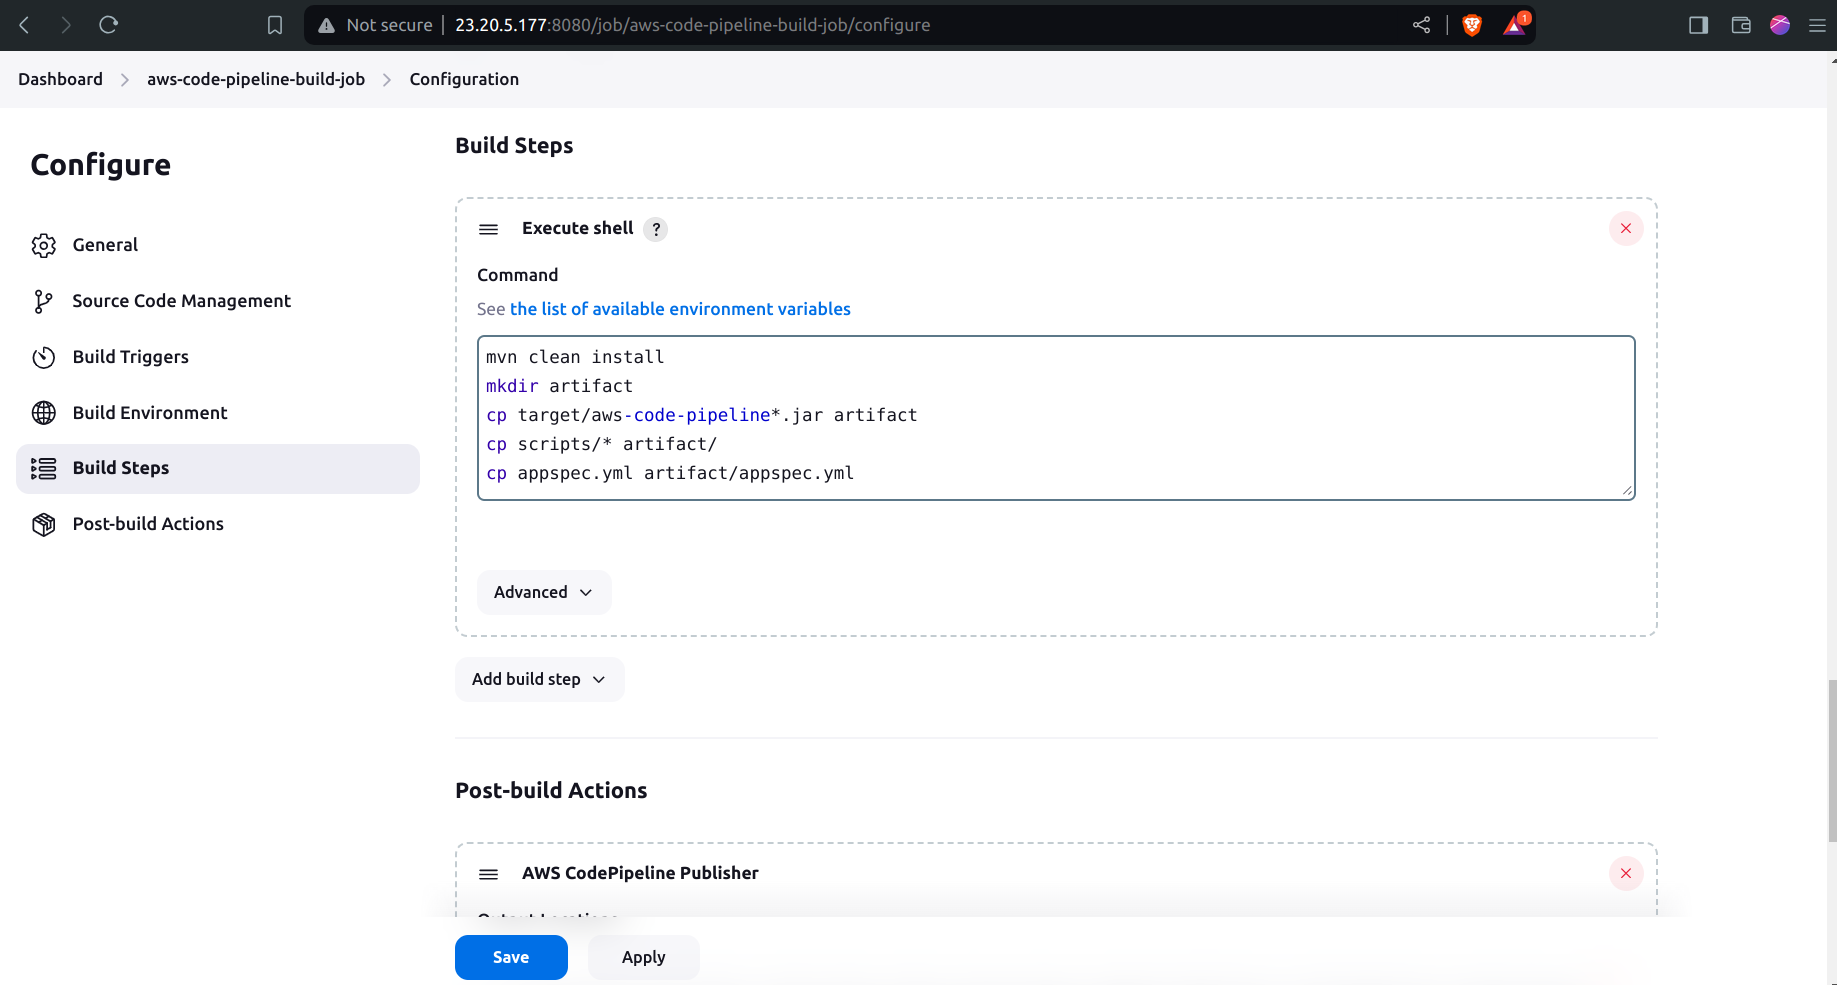 Not secure
23.20.5.177:8080/job/aws-code-pipeline-build-job/configure
1
Dashboard
aws-code-pipeline-build-job
Configuration
Configure
General
Source Code Management
Build Triggers
Build Environment
Build Steps
Post-build Actions
Build Steps
Execute shell ?
Command
See the list of available environment variables
mvn clean install
mkdir artifact
cp target/aws-code-pipeline*.jar artifact
cp scripts/* artifact/
cp appspec.yml artifact/appspec.yml
Advanced
Add build step
Post-build Actions
AWS CodePipeline Publisher
Save
Apply